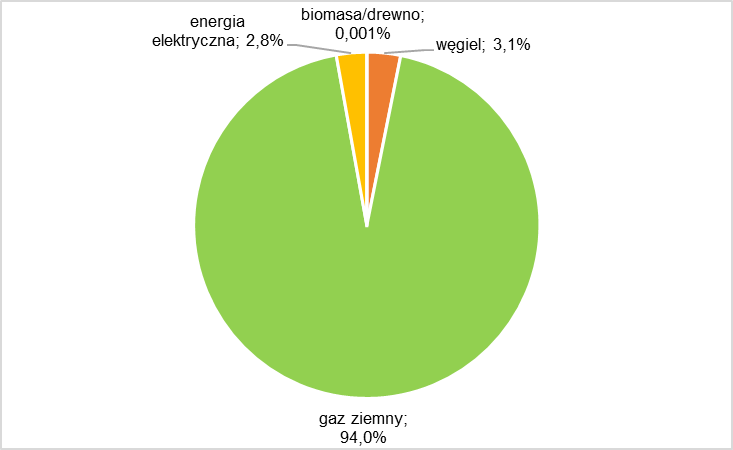 energia
elektryczna; 2,8%
biomasa/drewno;
0,001%
węgiel; 3,1%
gaz ziemny;
94,0%